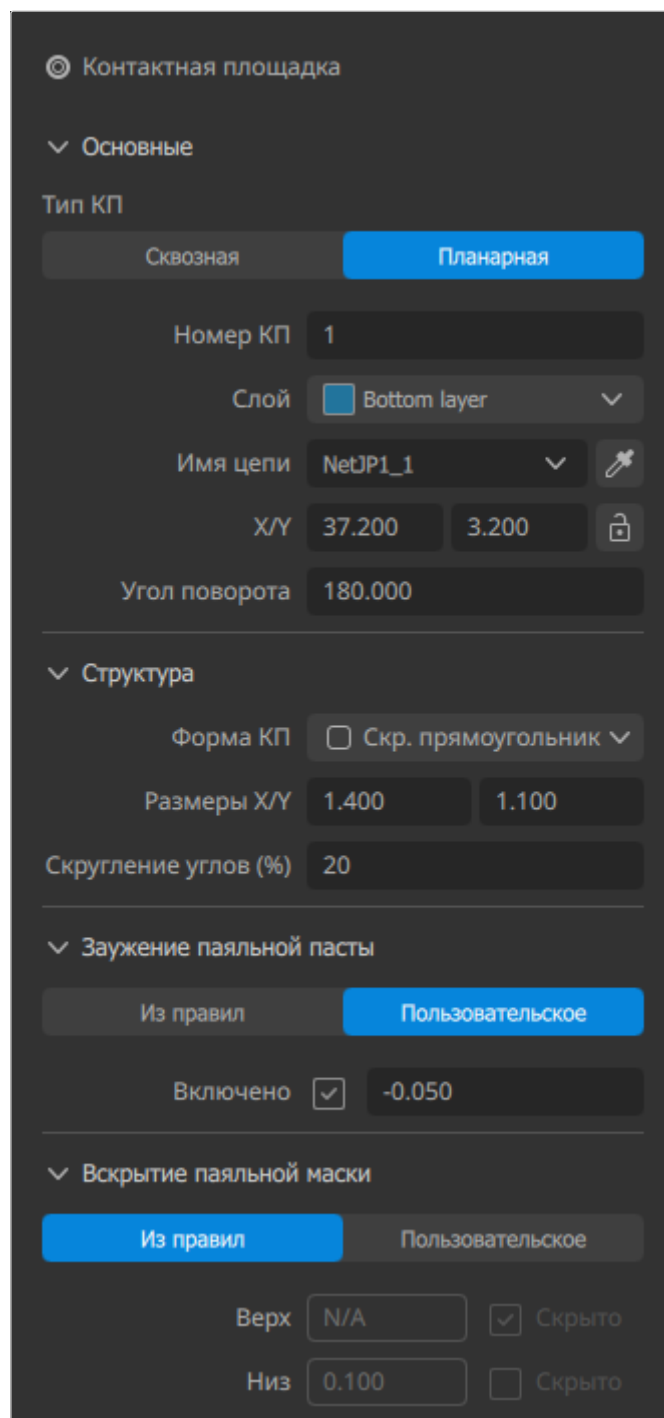 Контактная площадка
Основные
Тип КП
Сквозная Планарная
Номер КП 1
Слой Bottom layer
Имя цепи NetJP1_1
X/Y 37.200 3.200
Угол поворота 180.000
Структура
Форма КП Скр. прямоугольник
Размеры X/Y 1.400 1.100
Скругление углов (%) 20
Заужение паяльной пасты
Из правил Пользовательское
Включено -0.050
Вскрытие паяльной маски
Из правил Пользовательское
Верх N/A Скрыто
Низ 0.100 Скрыто